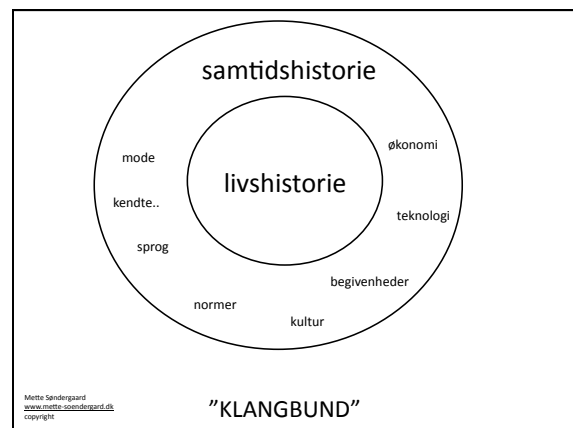 samtidshistorie
økonomi
mode
livshistorie
kendte..
teknologi
sprog
begivenheder
normer
kultur
Mette Søndergaard
www.mette-soendergard.dk
copyright
”KLANGBUND”